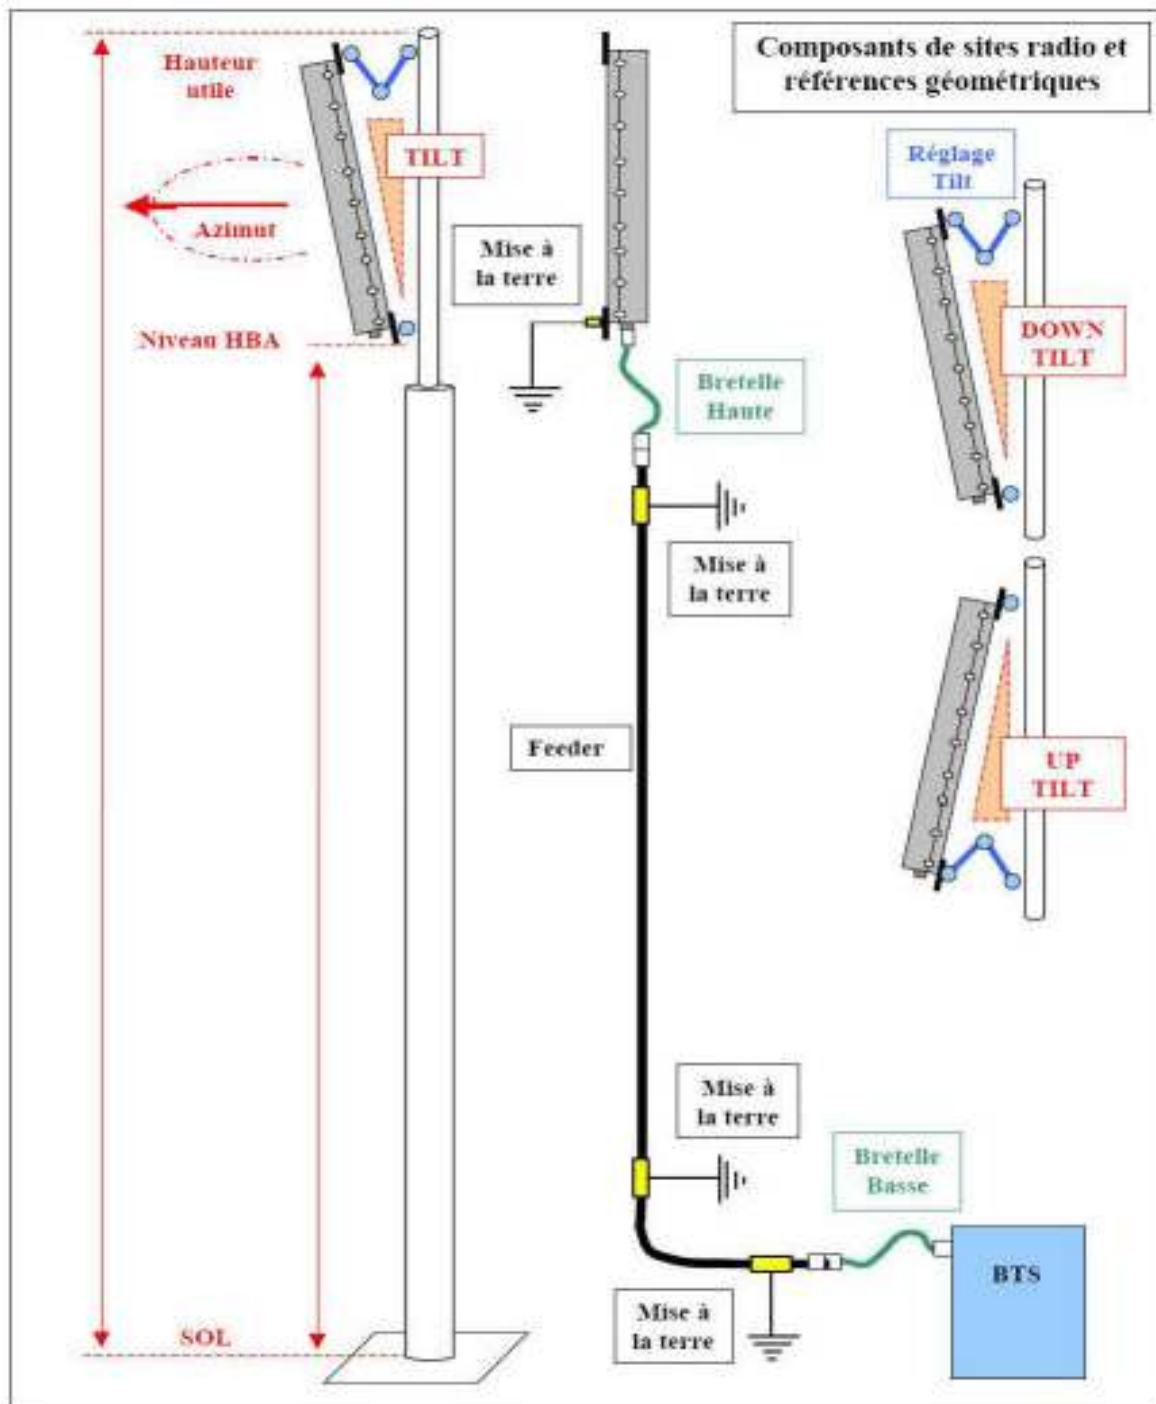 Composants de sites radio et
références géométriques
Hauteur
utile
TILT
Azimut
Niveau HBA
SOL
Mise à
la terre
Bretelle
Haute
Mise à
la terre
Feeder
Mise à
la terre
Mise à
la terre
Bretelle
Basse
BTS
Réglage
Tilt
DOWN
TILT
UP
TILT